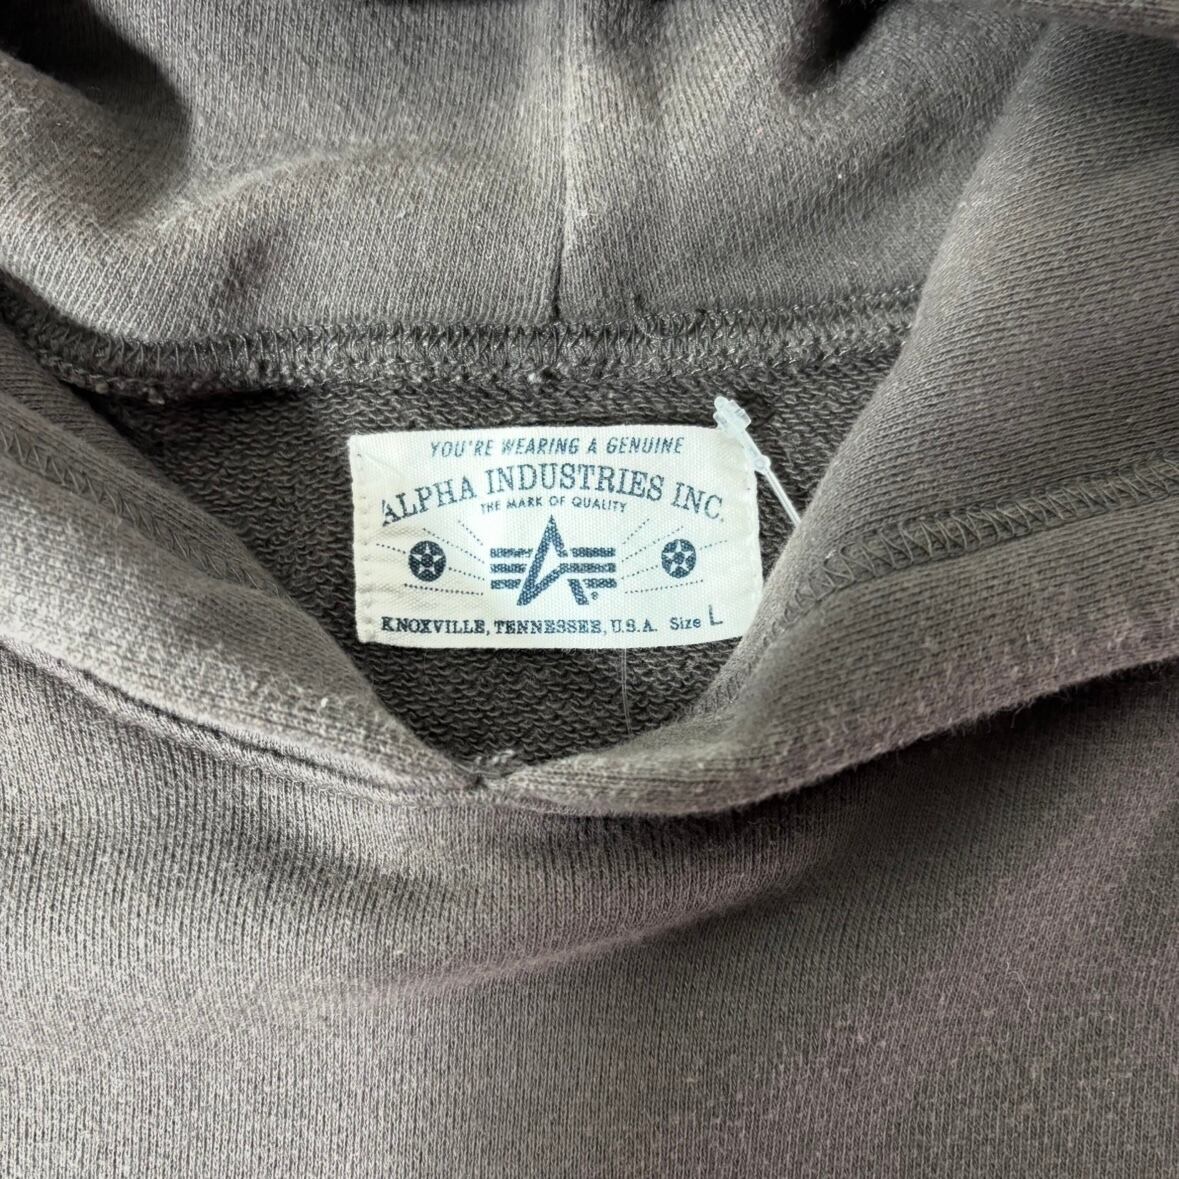 YOU'RE WEARING A GENUINE
ALPHA INDUSTRIES INC.
THE MARK OF QUALITY
KNOXVILLE, TENNESSEE, U.S.A. Size L